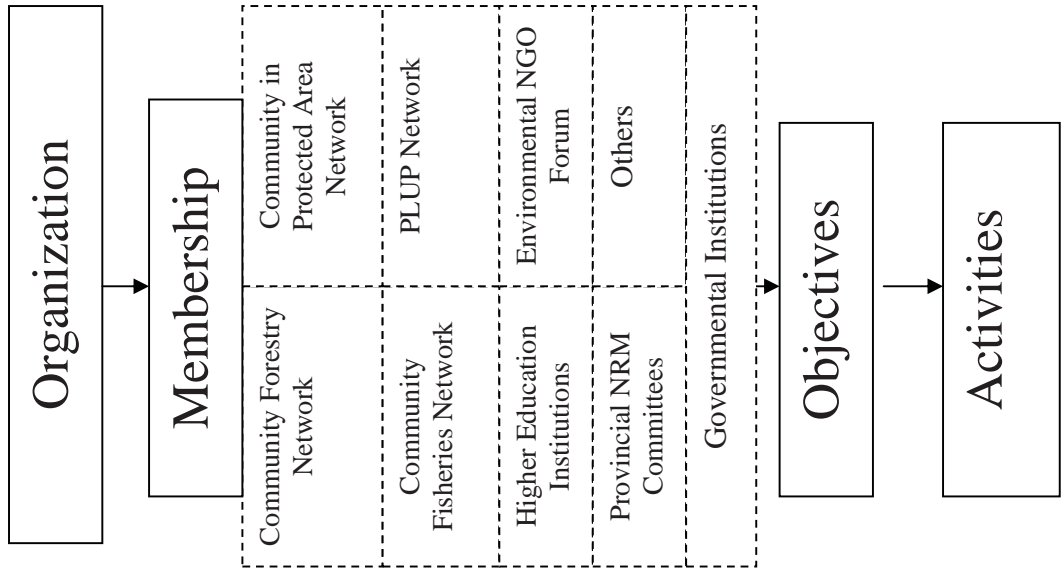 Organization
Membership
Community Forestry
Network
Community in
Protected Area
Network
Community
Fisheries Network
PLUP Network
Higher Education
Institutions
Environmental NGO
Forum
Provincial NRM
Committees
Others
Governmental Institutions
Objectives
Activities